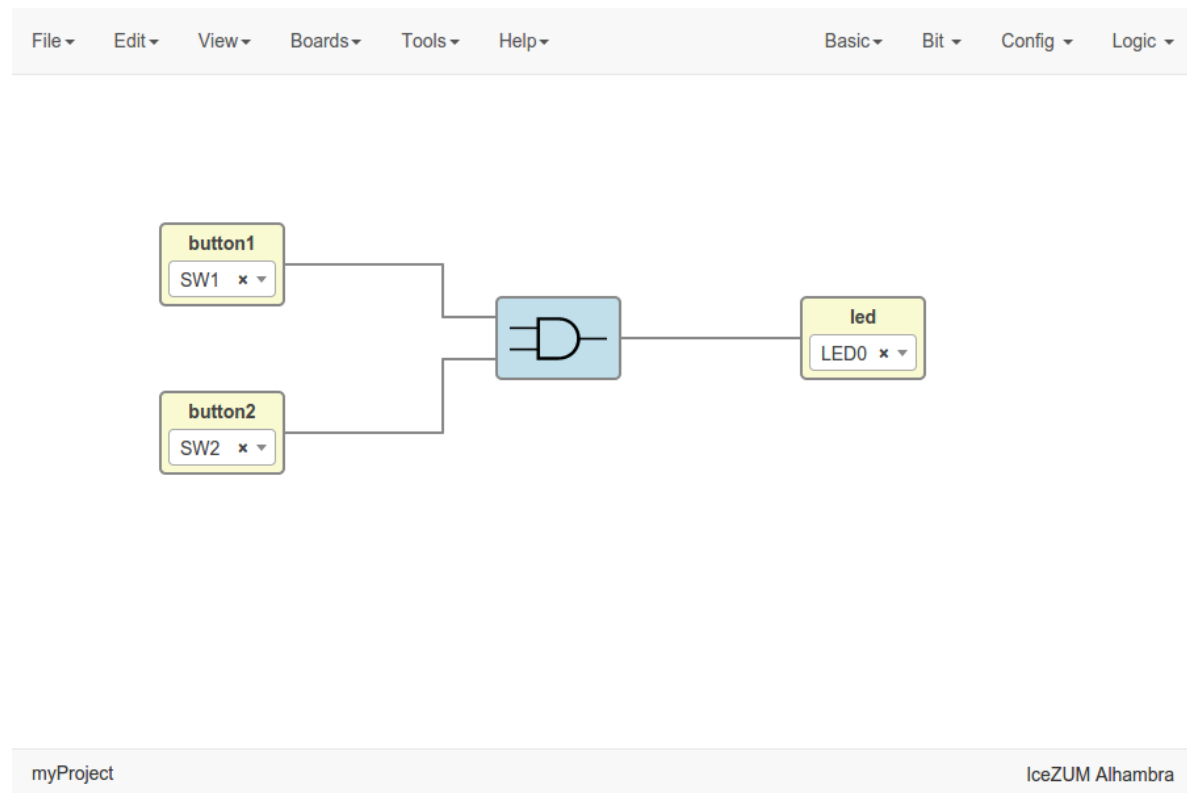 File Edit View Boards Tools Help Basic Bit Config Logic
button1
SW1 ×
led
LED0 ×
button2
SW2 ×
myProject IceZUM Alhambra